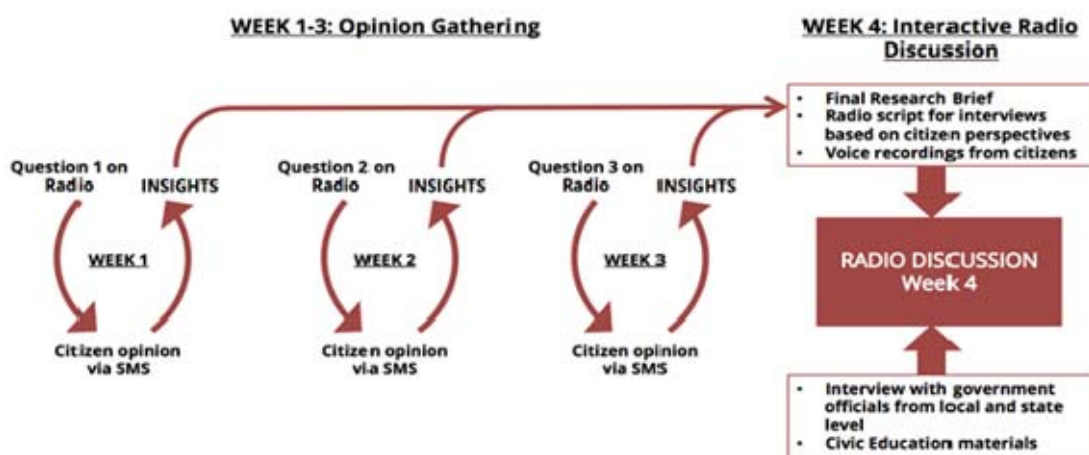 WEEK 1-3: Opinion Gathering
WEEK 4: Interactive Radio
Discussion
• Final Research Brief
• Radio script for interviews
based on citizen perspectives
• Voice recordings from citizens
Question 1 on
Radio
INSIGHTS
WEEK 1
Citizen opinion
via SMS
Question 2 on
Radio
INSIGHTS
WEEK 2
Citizen opinion
via SMS
Question 3 on
Radio
INSIGHTS
WEEK 3
Citizen opinion
via SMS
RADIO DISCUSSION
Week 4
• Interview with government
officials from local and state
level
• Civic Education materials